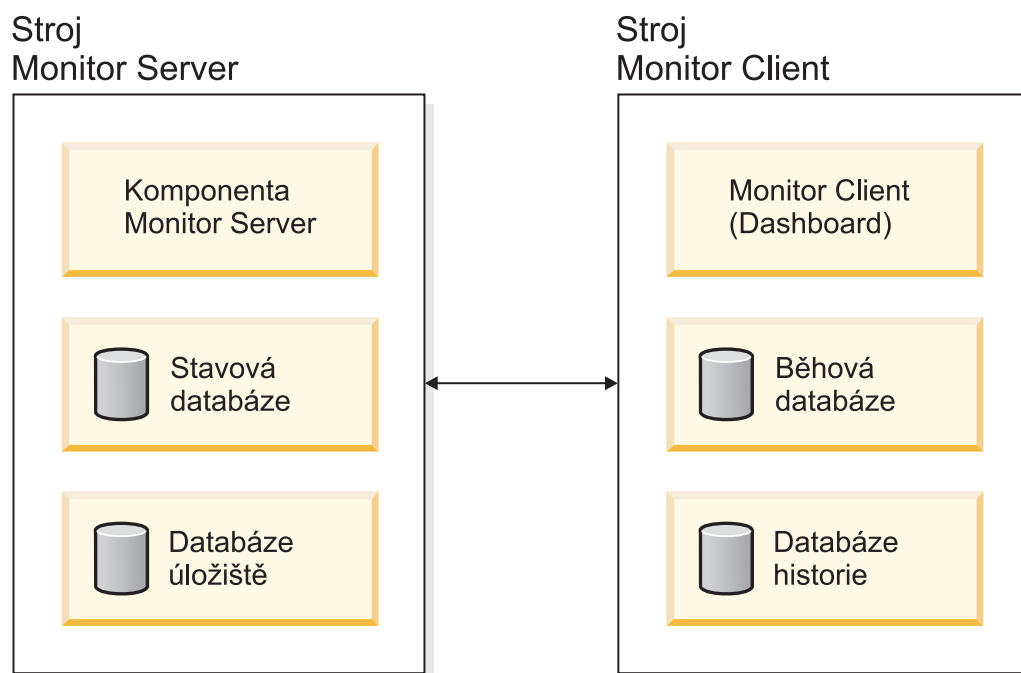 Stroj
Monitor Server
Komponenta
Monitor Server
Stavová
databáze
Databáze
úložiště
Stroj
Monitor Client
Monitor Client
(Dashboard)
Běhová
databáze
Databáze
historie